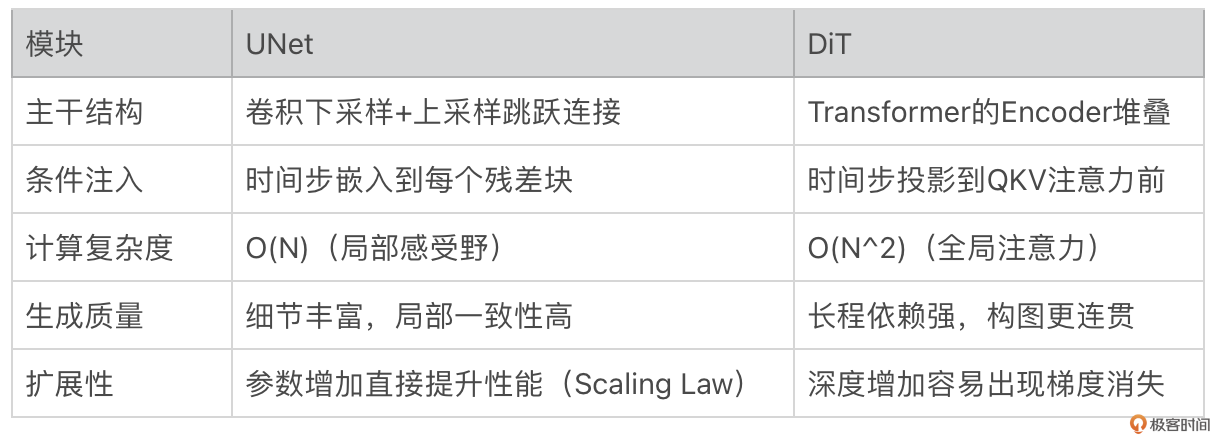 模块 UNet DiT
主干结构 卷积下采样+上采样跳跃连接 Transformer的Encoder堆叠
条件注入 时间步嵌入到每个残差块 时间步投影到QKV注意力前
计算复杂度 O(N)（局部感受野） O(N^2)（全局注意力）
生成质量 细节丰富，局部一致性高 长程依赖强，构图更连贯
扩展性 参数增加直接提升性能（Scaling Law） 深度增加容易出现梯度消失
极客时间